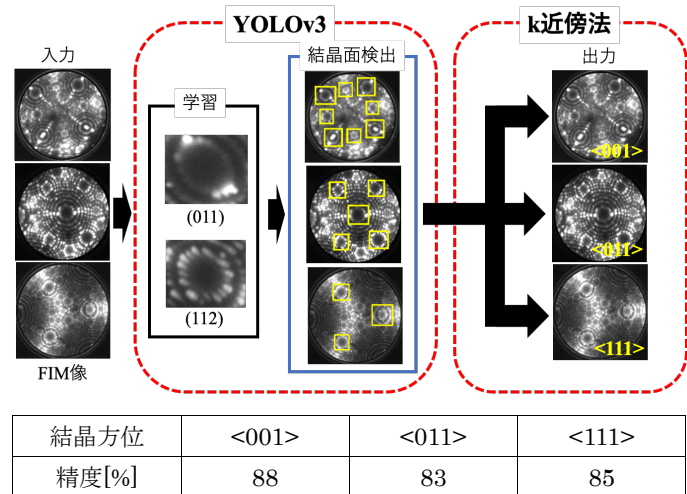 YOLOv3
k近傍法
入力
結晶面検出
出力
学習
(011)
(112)
<001>
<011>
<111>
FIM像
結晶方位 <001> <011> <111>
精度[%] 88 83 85